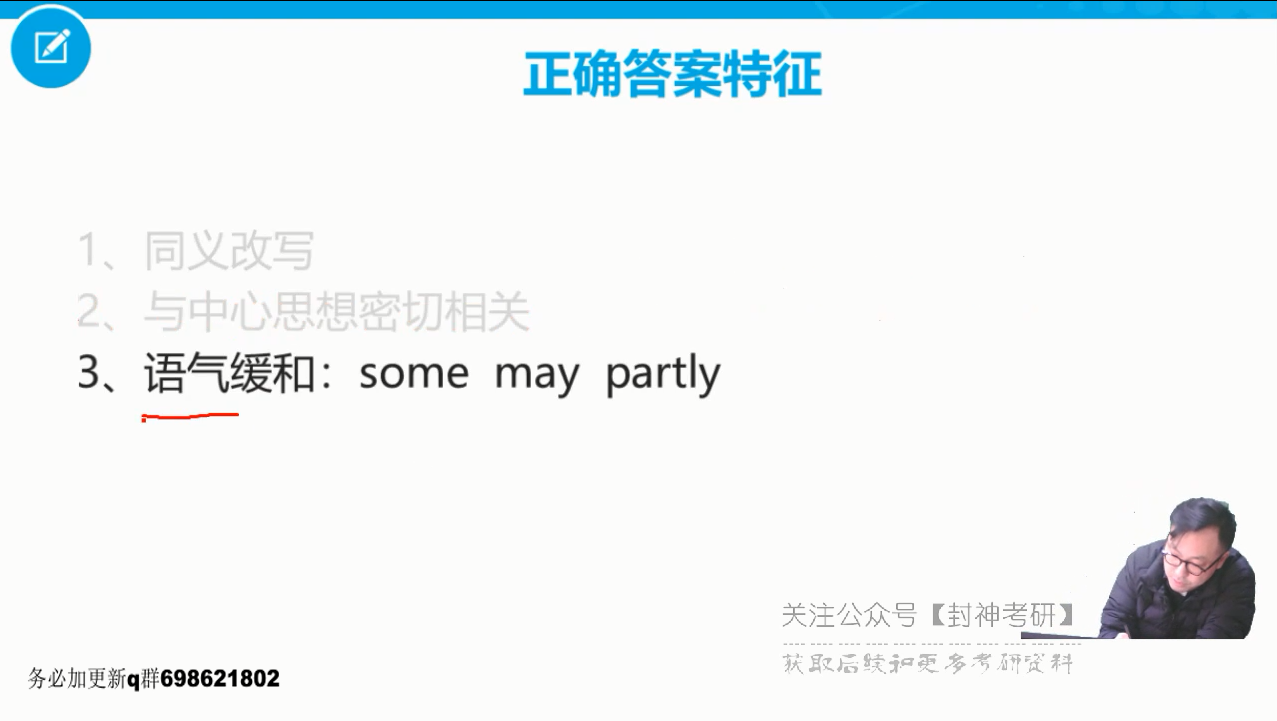 正确答案特征
1、同义改写
2、与中心思想密切相关
3、语气缓和：some may partly
关注公众号【封神考研】
获取后续和更多考研资料
务必加更新q群698621802